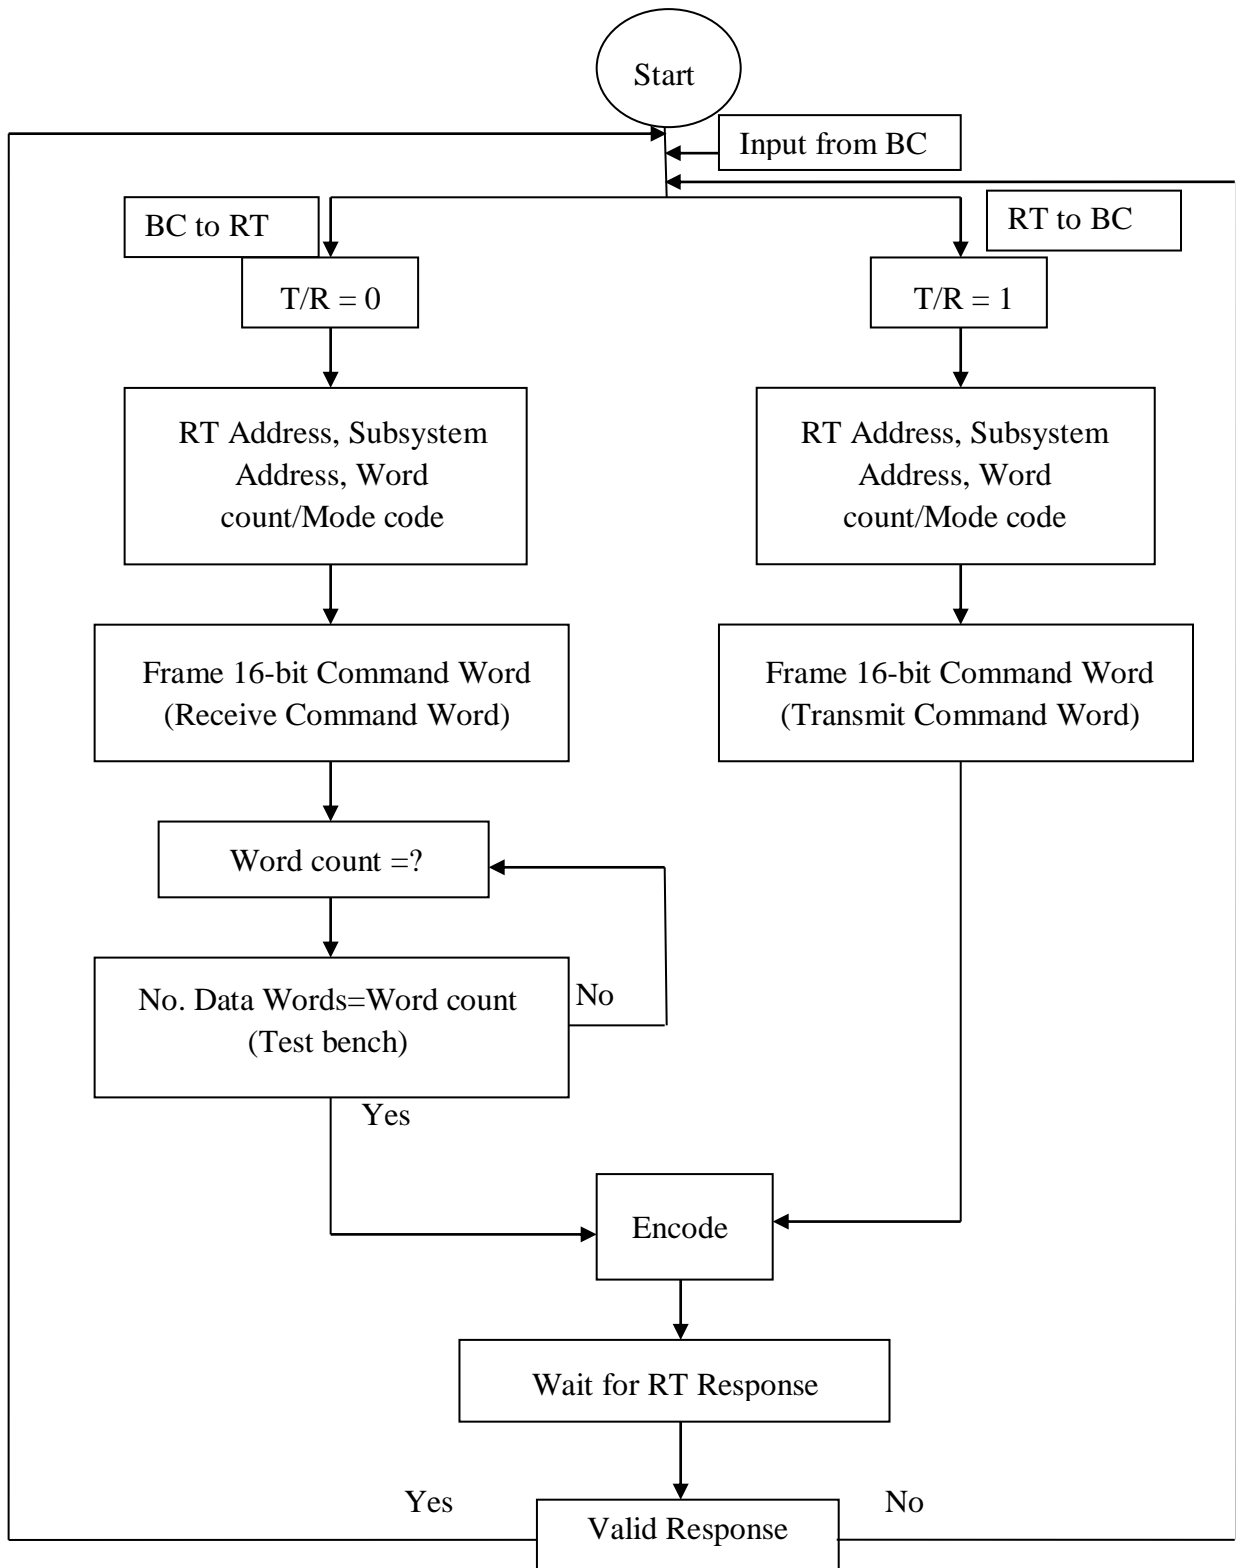 Start
Input from BC
BC to RT
RT to BC
T/R = 0
T/R = 1
RT Address, Subsystem
Address, Word
count/Mode code
RT Address, Subsystem
Address, Word
count/Mode code
Frame 16-bit Command Word
(Receive Command Word)
Frame 16-bit Command Word
(Transmit Command Word)
Word count =?
No. Data Words=Word count
(Test bench)
No
Yes
Encode
Wait for RT Response
Yes
No
Valid Response